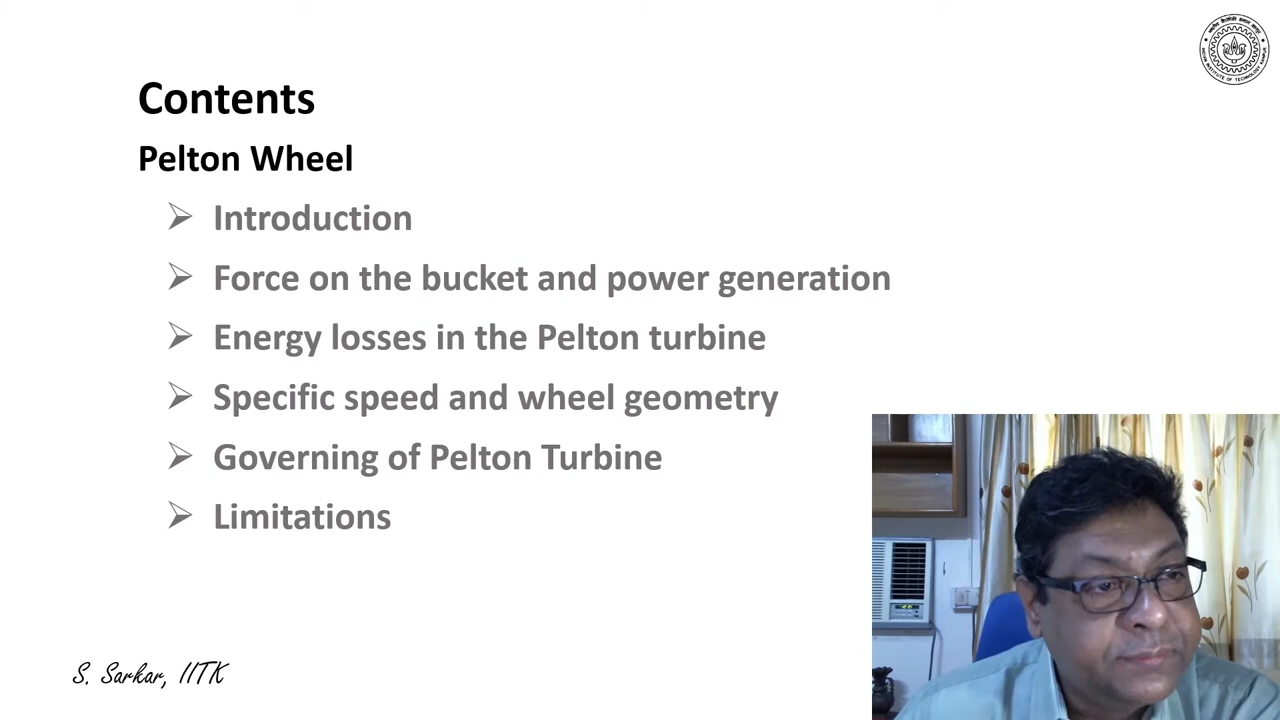 Contents
Pelton Wheel
Introduction
Force on the bucket and power generation
Energy losses in the Pelton turbine
Specific speed and wheel geometry
Governing of Pelton Turbine
Limitations
S. Sarkar, IITK